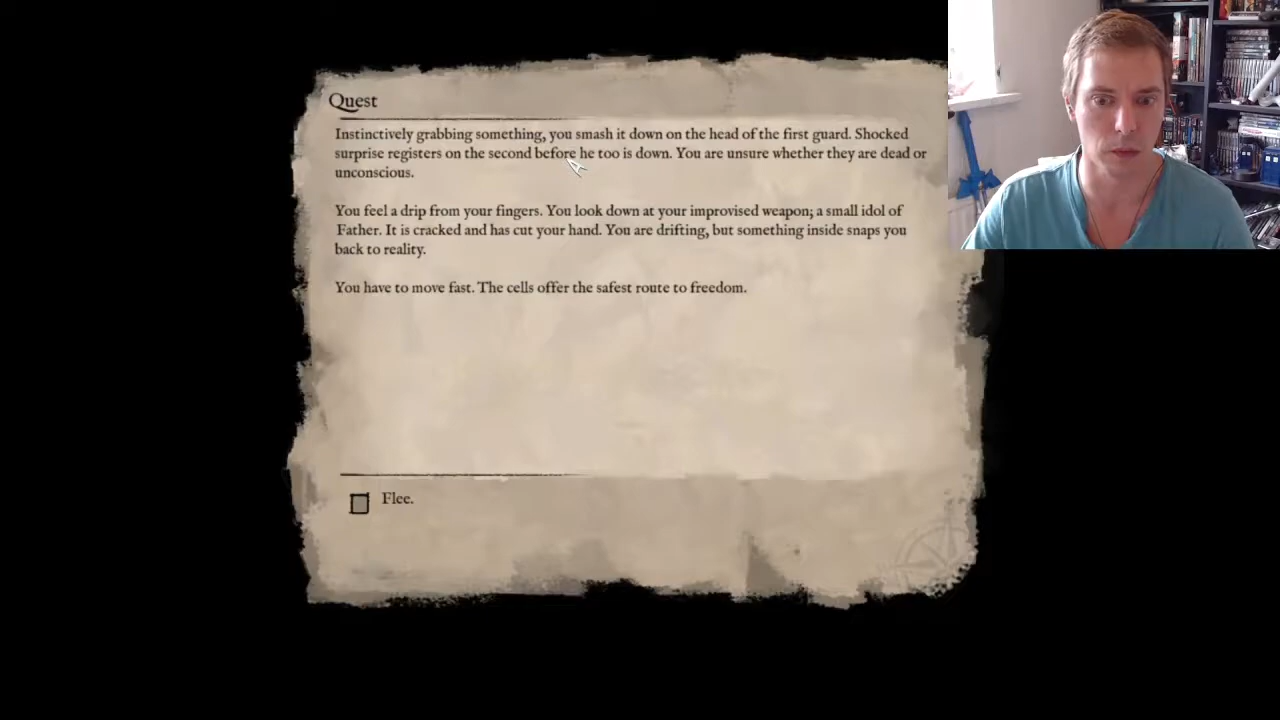 Quest
Instinctively grabbing something, you smash it down on the head of the first guard. Shocked
surprise registers on the second before he too is down. You are unsure whether they are dead or
unconscious.
You feel a drip from your fingers. You look down at your improvised weapon; a small idol of
Father. It is cracked and has cut your hand. You are drifting, but something inside snaps you
back to reality.
You have to move fast. The cells offer the safest route to freedom.
Flee.